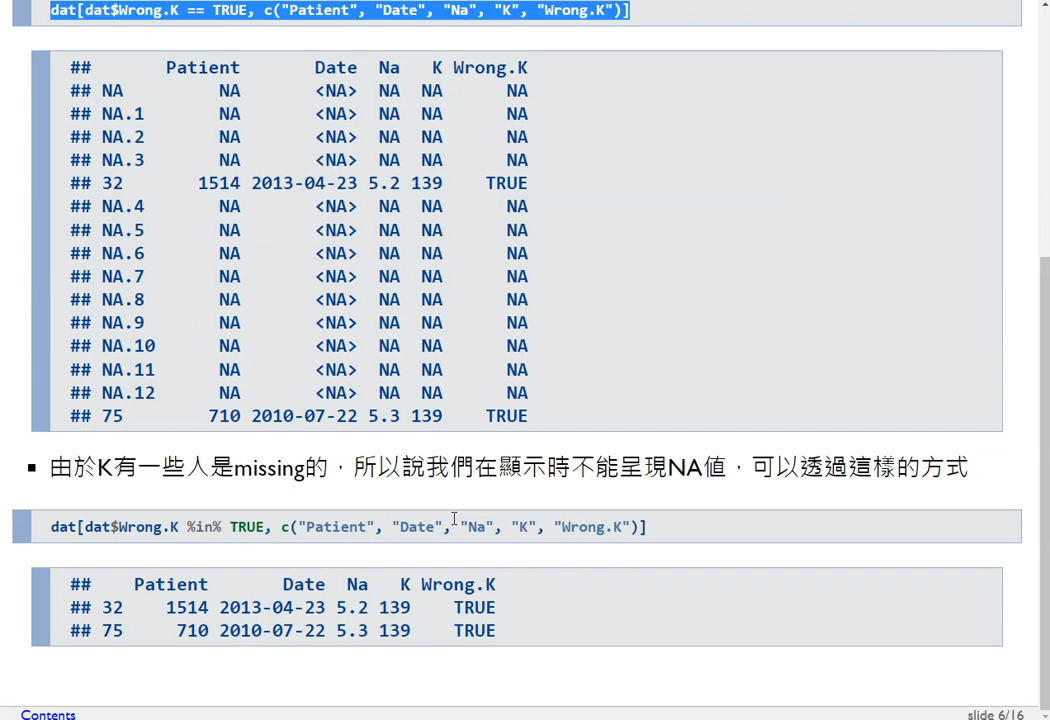 dat[dat$Wrong.K == TRUE, c("Patient", "Date", "Na", "K", "Wrong.K")]
## Patient Date Na K Wrong.K
## NA NA <NA> NA NA NA
## NA.1 NA <NA> NA NA NA
## NA.2 NA <NA> NA NA NA
## NA.3 NA <NA> NA NA NA
## 32 1514 2013-04-23 5.2 139 TRUE
## NA.4 NA <NA> NA NA NA
## NA.5 NA <NA> NA NA NA
## NA.6 NA <NA> NA NA NA
## NA.7 NA <NA> NA NA NA
## NA.8 NA <NA> NA NA NA
## NA.9 NA <NA> NA NA NA
## NA.10 NA <NA> NA NA NA
## NA.11 NA <NA> NA NA NA
## NA.12 NA <NA> NA NA NA
## 75 710 2010-07-22 5.3 139 TRUE
▪ 由於K有一些人是missing的，所以說我們在顯示時不能呈現NA值，可以透過這樣的方式
dat[dat$Wrong.K %in% TRUE, c("Patient", "Date", "Na", "K", "Wrong.K")]
## Patient Date Na K Wrong.K
## 32 1514 2013-04-23 5.2 139 TRUE
## 75 710 2010-07-22 5.3 139 TRUE
Contents
slide 6/16